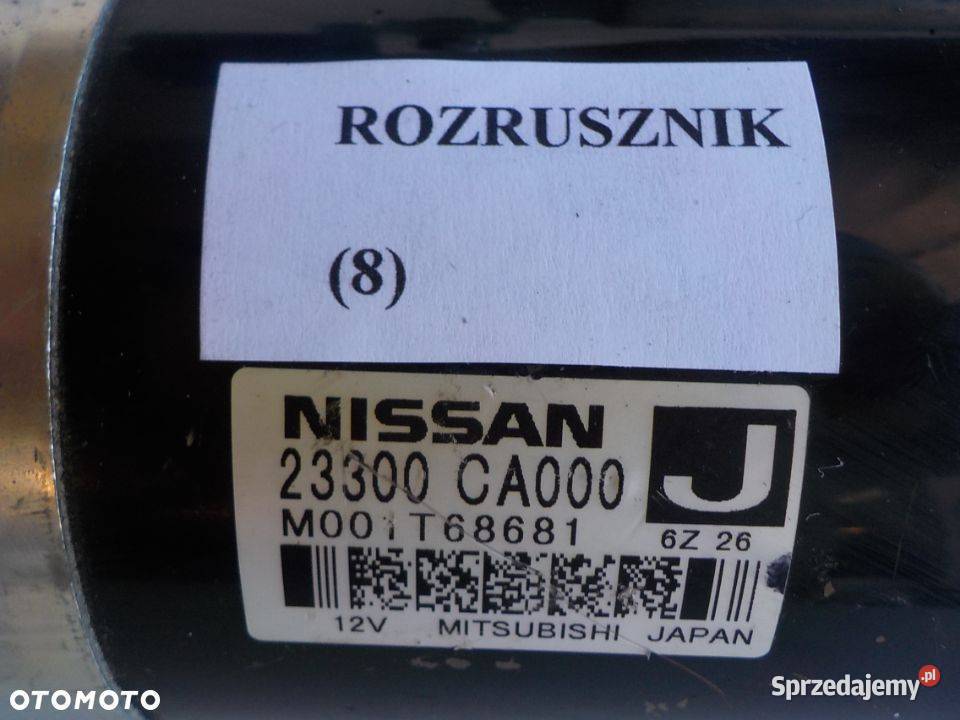 ROZRUSZNIK
(8)
NISSAN
J
23300 CA000
M001T68681
6Z 26
12V MITSUBISHI JAPAN
OTOMOTO
Sprzedajemy.pl